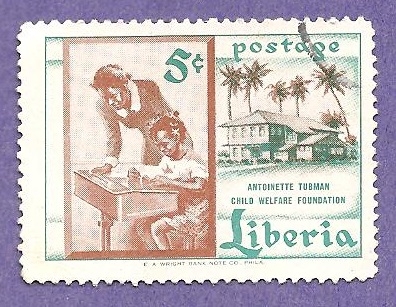 5¢
postage
ANTOINETTE TUBMAN
CHILD WELFARE FOUNDATION
Liberia
E. A. WRIGHT BANK NOTE CO., PHILA.